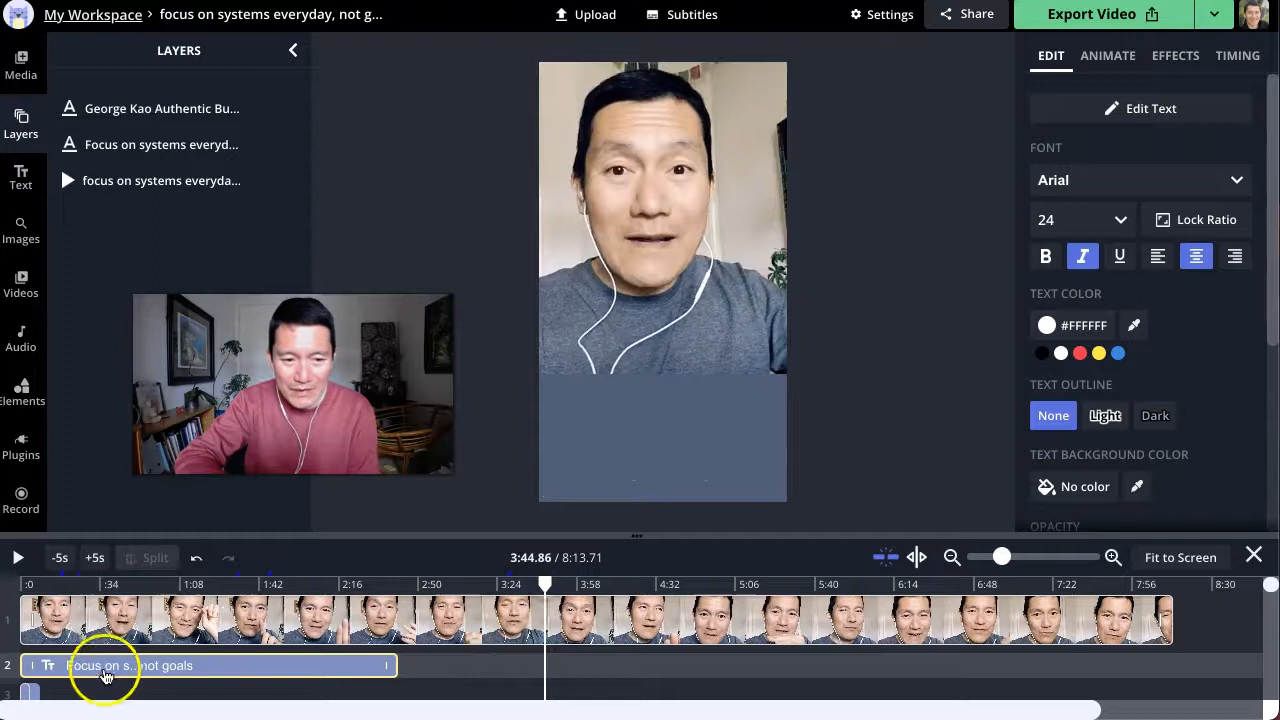 My Workspace › focus on systems everyday, not g...
Upload
Subtitles
Settings
Share
Export Video
Media
Layers
Text
Images
Videos
Audio
Elements
Plugins
Record
LAYERS
George Kao Authentic Bu...
Focus on systems everyd...
focus on systems everyda...
EDIT ANIMATE EFFECTS TIMING
Edit Text
FONT
Arial
24
Lock Ratio
B I U
TEXT COLOR
#FFFFFF
TEXT OUTLINE
None Light Dark
TEXT BACKGROUND COLOR
No color
OPACITY
-5s +5s Split
3:44.86 / 8:13.71
Fit to Screen
:0 :34 1:08 1:42 2:16 2:50 3:24 3:58 4:32 5:06 5:40 6:14 6:48 7:22 7:56 8:30
1
2 Tт Focus on s...not goals
3